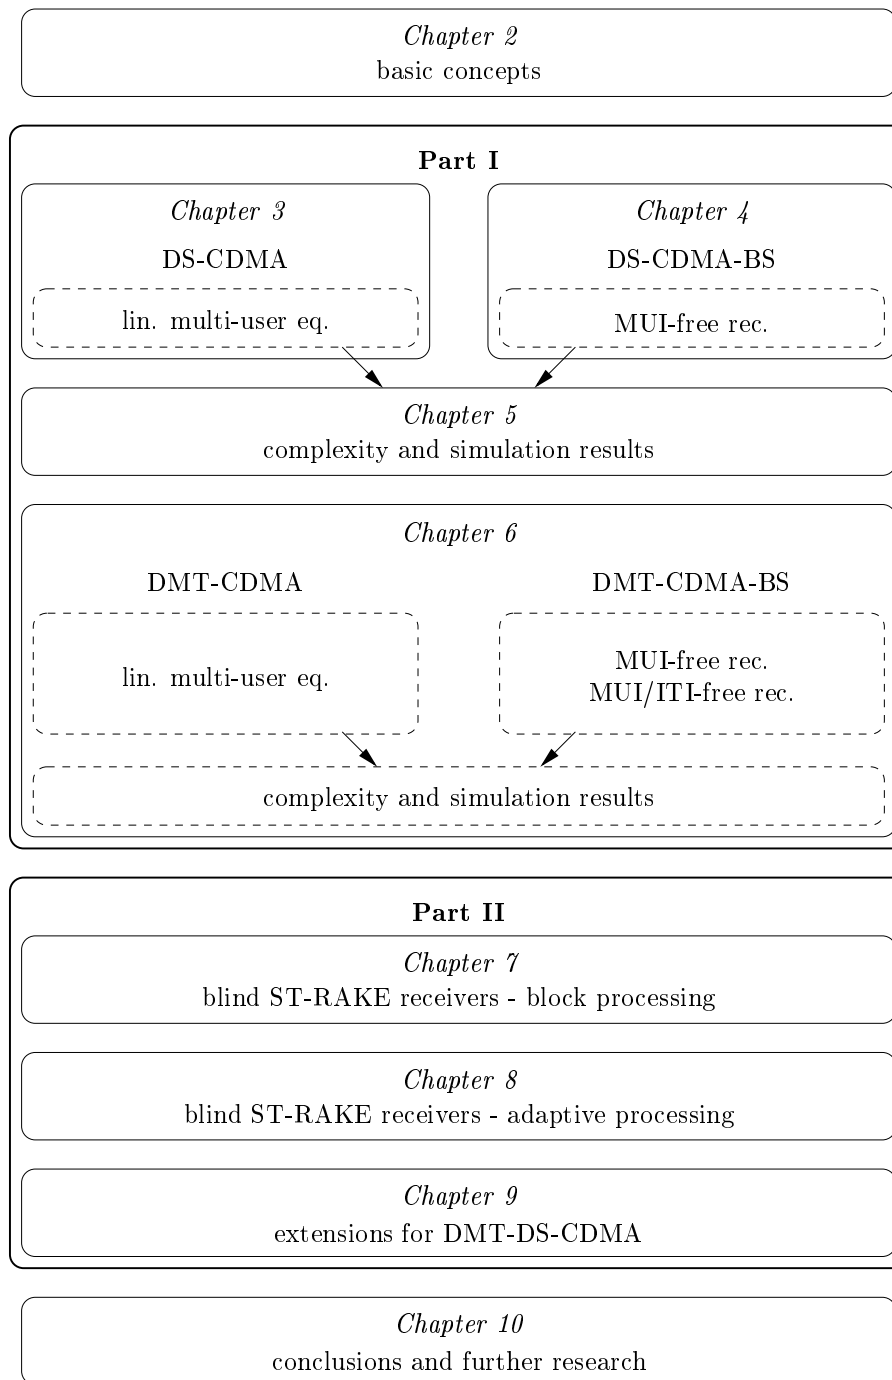 Chapter 2
basic concepts
Part I
Chapter 3
DS-CDMA
lin. multi-user eq.
Chapter 4
DS-CDMA-BS
MUI-free rec.
Chapter 5
complexity and simulation results
Chapter 6
DMT-CDMA
lin. multi-user eq.
DMT-CDMA-BS
MUI-free rec.
MUI/ITI-free rec.
complexity and simulation results
Part II
Chapter 7
blind ST-RAKE receivers - block processing
Chapter 8
blind ST-RAKE receivers - adaptive processing
Chapter 9
extensions for DMT-DS-CDMA
Chapter 10
conclusions and further research